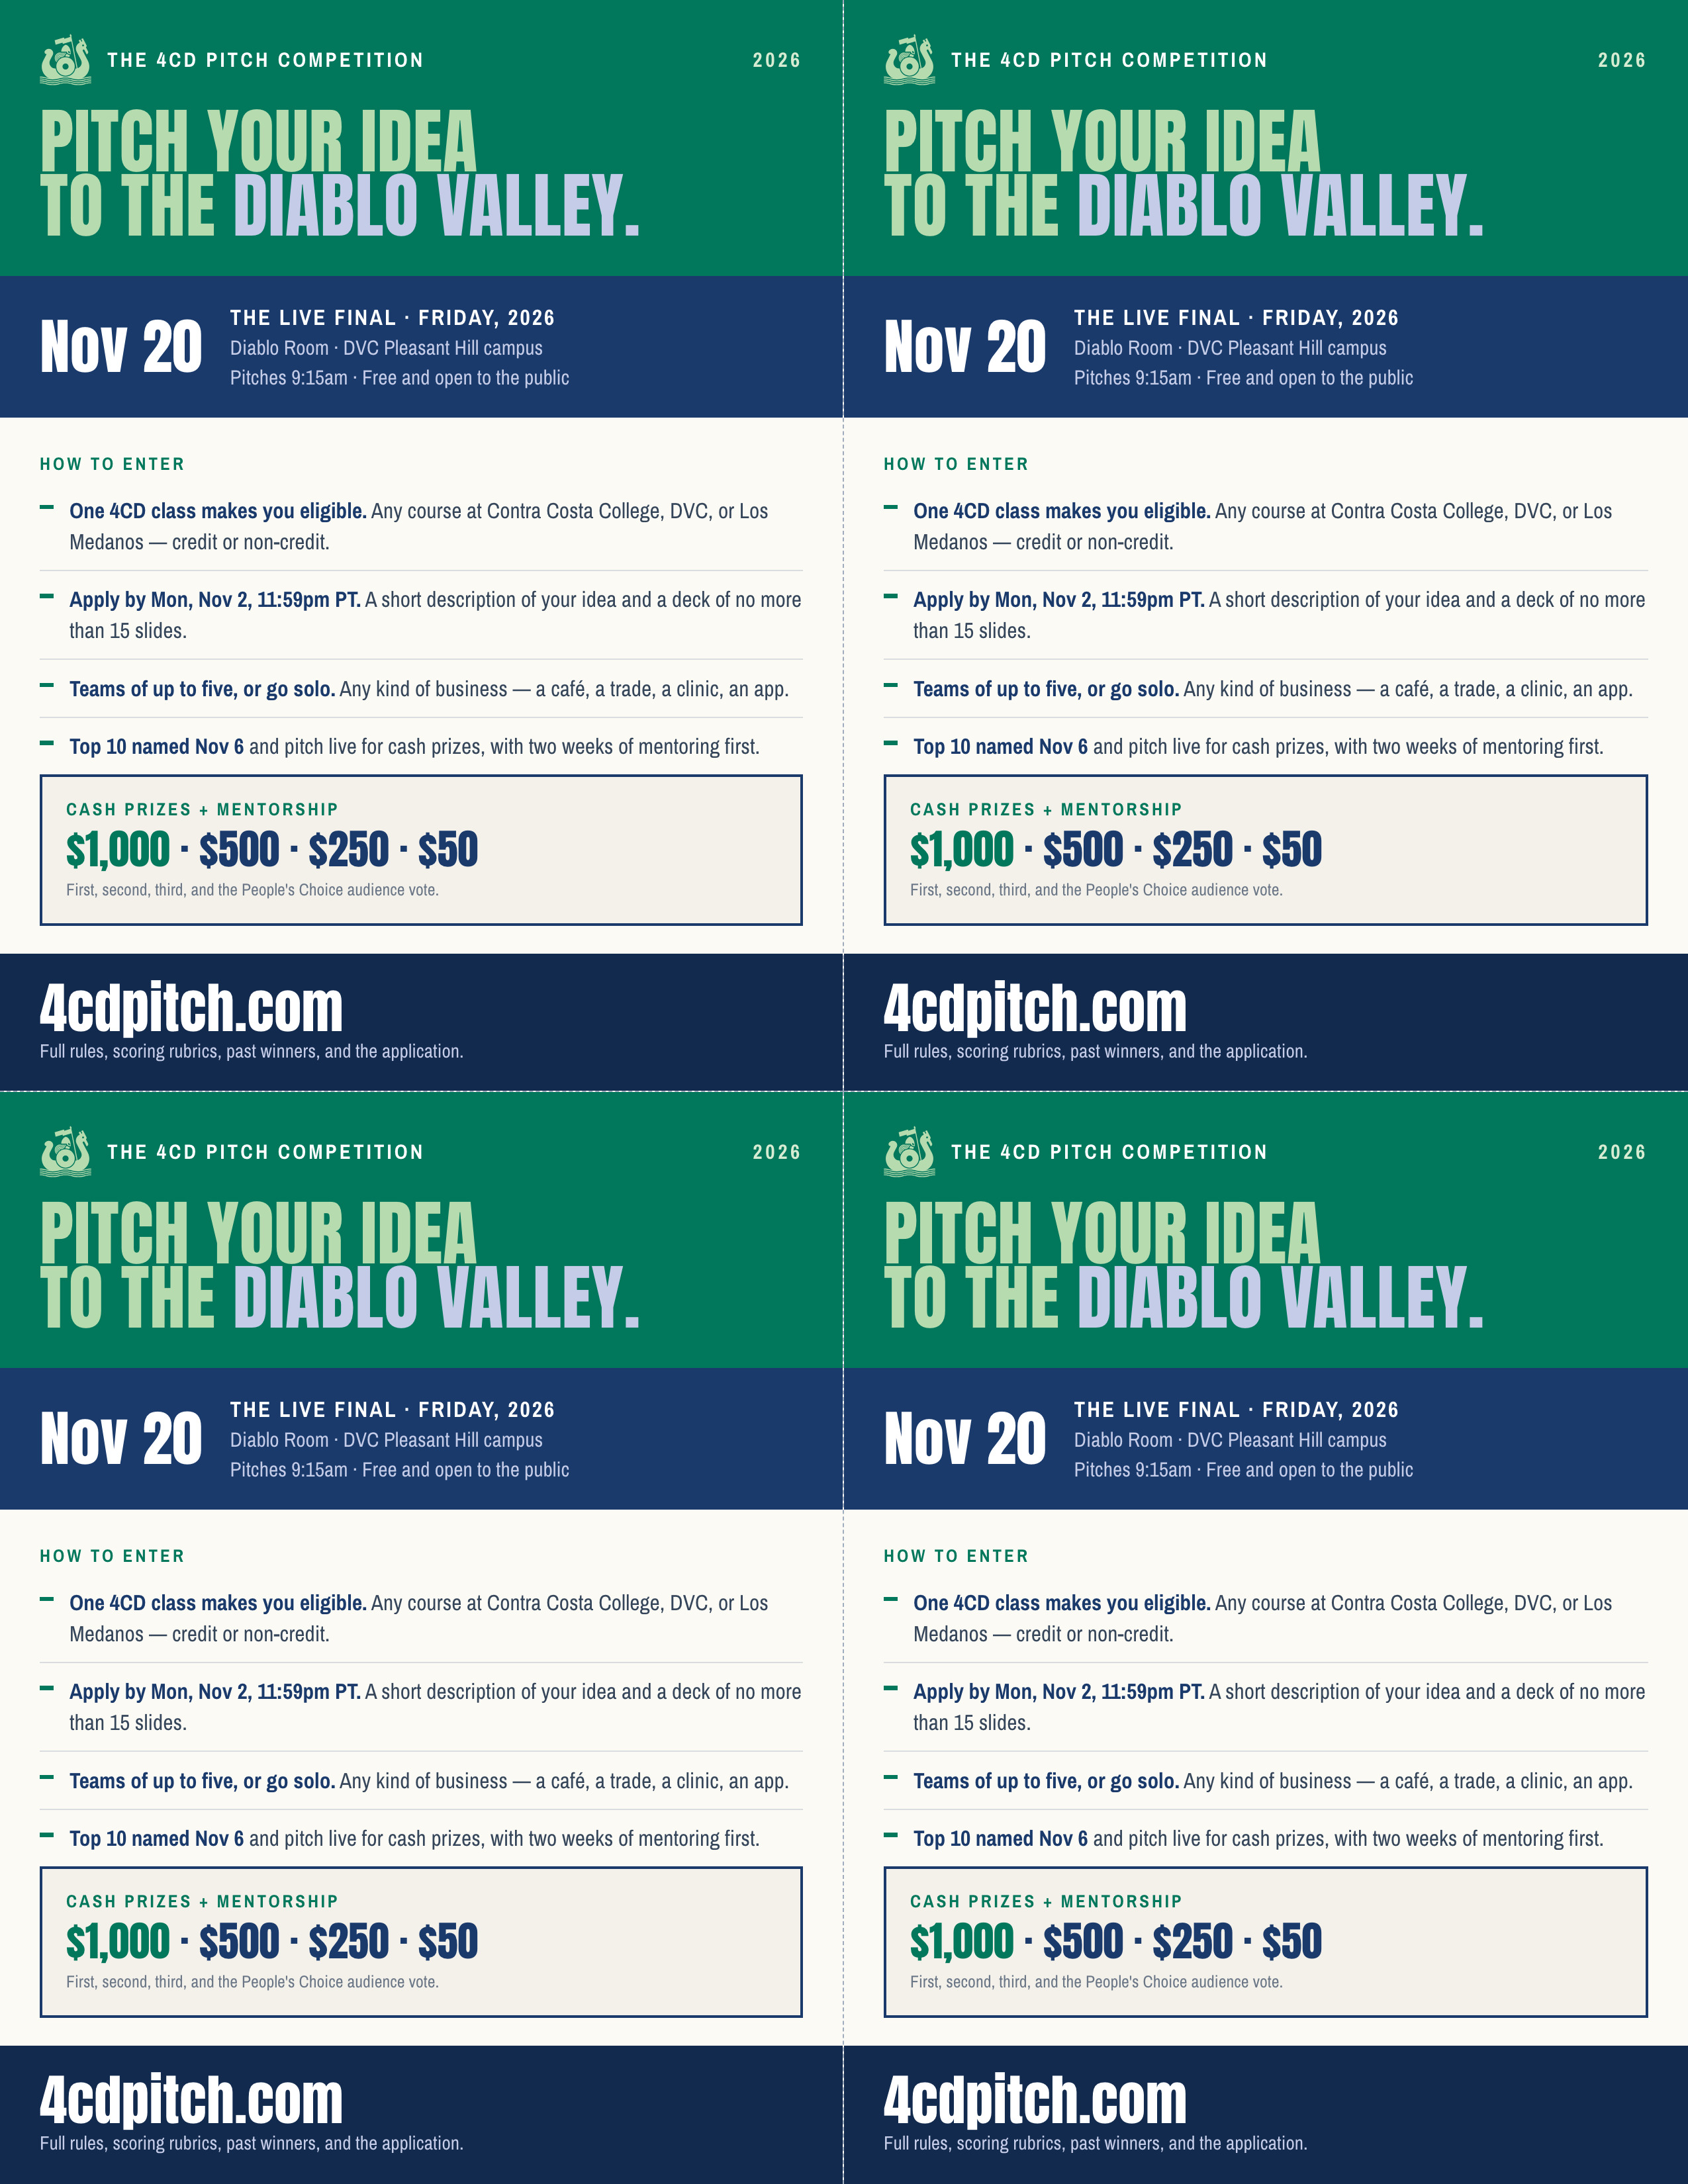 THE 4CD PITCH COMPETITION
2026
PITCH YOUR IDEA
TO THE DIABLO VALLEY.
Nov 20
THE LIVE FINAL · FRIDAY, 2026
Diablo Room · DVC Pleasant Hill campus
Pitches 9:15am · Free and open to the public
HOW TO ENTER
One 4CD class makes you eligible. Any course at Contra Costa College, DVC, or Los
Medanos — credit or non-credit.
Apply by Mon, Nov 2, 11:59pm PT. A short description of your idea and a deck of no more
than 15 slides.
Teams of up to five, or go solo. Any kind of business — a café, a trade, a clinic, an app.
Top 10 named Nov 6 and pitch live for cash prizes, with two weeks of mentoring first.
CASH PRIZES + MENTORSHIP
$1,000 · $500 · $250 · $50
First, second, third, and the People's Choice audience vote.
4cdpitch.com
Full rules, scoring rubrics, past winners, and the application.
THE 4CD PITCH COMPETITION
2026
PITCH YOUR IDEA
TO THE DIABLO VALLEY.
Nov 20
THE LIVE FINAL · FRIDAY, 2026
Diablo Room · DVC Pleasant Hill campus
Pitches 9:15am · Free and open to the public
HOW TO ENTER
One 4CD class makes you eligible. Any course at Contra Costa College, DVC, or Los
Medanos — credit or non-credit.
Apply by Mon, Nov 2, 11:59pm PT. A short description of your idea and a deck of no more
than 15 slides.
Teams of up to five, or go solo. Any kind of business — a café, a trade, a clinic, an app.
Top 10 named Nov 6 and pitch live for cash prizes, with two weeks of mentoring first.
CASH PRIZES + MENTORSHIP
$1,000 · $500 · $250 · $50
First, second, third, and the People's Choice audience vote.
4cdpitch.com
Full rules, scoring rubrics, past winners, and the application.
THE 4CD PITCH COMPETITION
2026
PITCH YOUR IDEA
TO THE DIABLO VALLEY.
Nov 20
THE LIVE FINAL · FRIDAY, 2026
Diablo Room · DVC Pleasant Hill campus
Pitches 9:15am · Free and open to the public
HOW TO ENTER
One 4CD class makes you eligible. Any course at Contra Costa College, DVC, or Los
Medanos — credit or non-credit.
Apply by Mon, Nov 2, 11:59pm PT. A short description of your idea and a deck of no more
than 15 slides.
Teams of up to five, or go solo. Any kind of business — a café, a trade, a clinic, an app.
Top 10 named Nov 6 and pitch live for cash prizes, with two weeks of mentoring first.
CASH PRIZES + MENTORSHIP
$1,000 · $500 · $250 · $50
First, second, third, and the People's Choice audience vote.
4cdpitch.com
Full rules, scoring rubrics, past winners, and the application.
THE 4CD PITCH COMPETITION
2026
PITCH YOUR IDEA
TO THE DIABLO VALLEY.
Nov 20
THE LIVE FINAL · FRIDAY, 2026
Diablo Room · DVC Pleasant Hill campus
Pitches 9:15am · Free and open to the public
HOW TO ENTER
One 4CD class makes you eligible. Any course at Contra Costa College, DVC, or Los
Medanos — credit or non-credit.
Apply by Mon, Nov 2, 11:59pm PT. A short description of your idea and a deck of no more
than 15 slides.
Teams of up to five, or go solo. Any kind of business — a café, a trade, a clinic, an app.
Top 10 named Nov 6 and pitch live for cash prizes, with two weeks of mentoring first.
CASH PRIZES + MENTORSHIP
$1,000 · $500 · $250 · $50
First, second, third, and the People's Choice audience vote.
4cdpitch.com
Full rules, scoring rubrics, past winners, and the application.